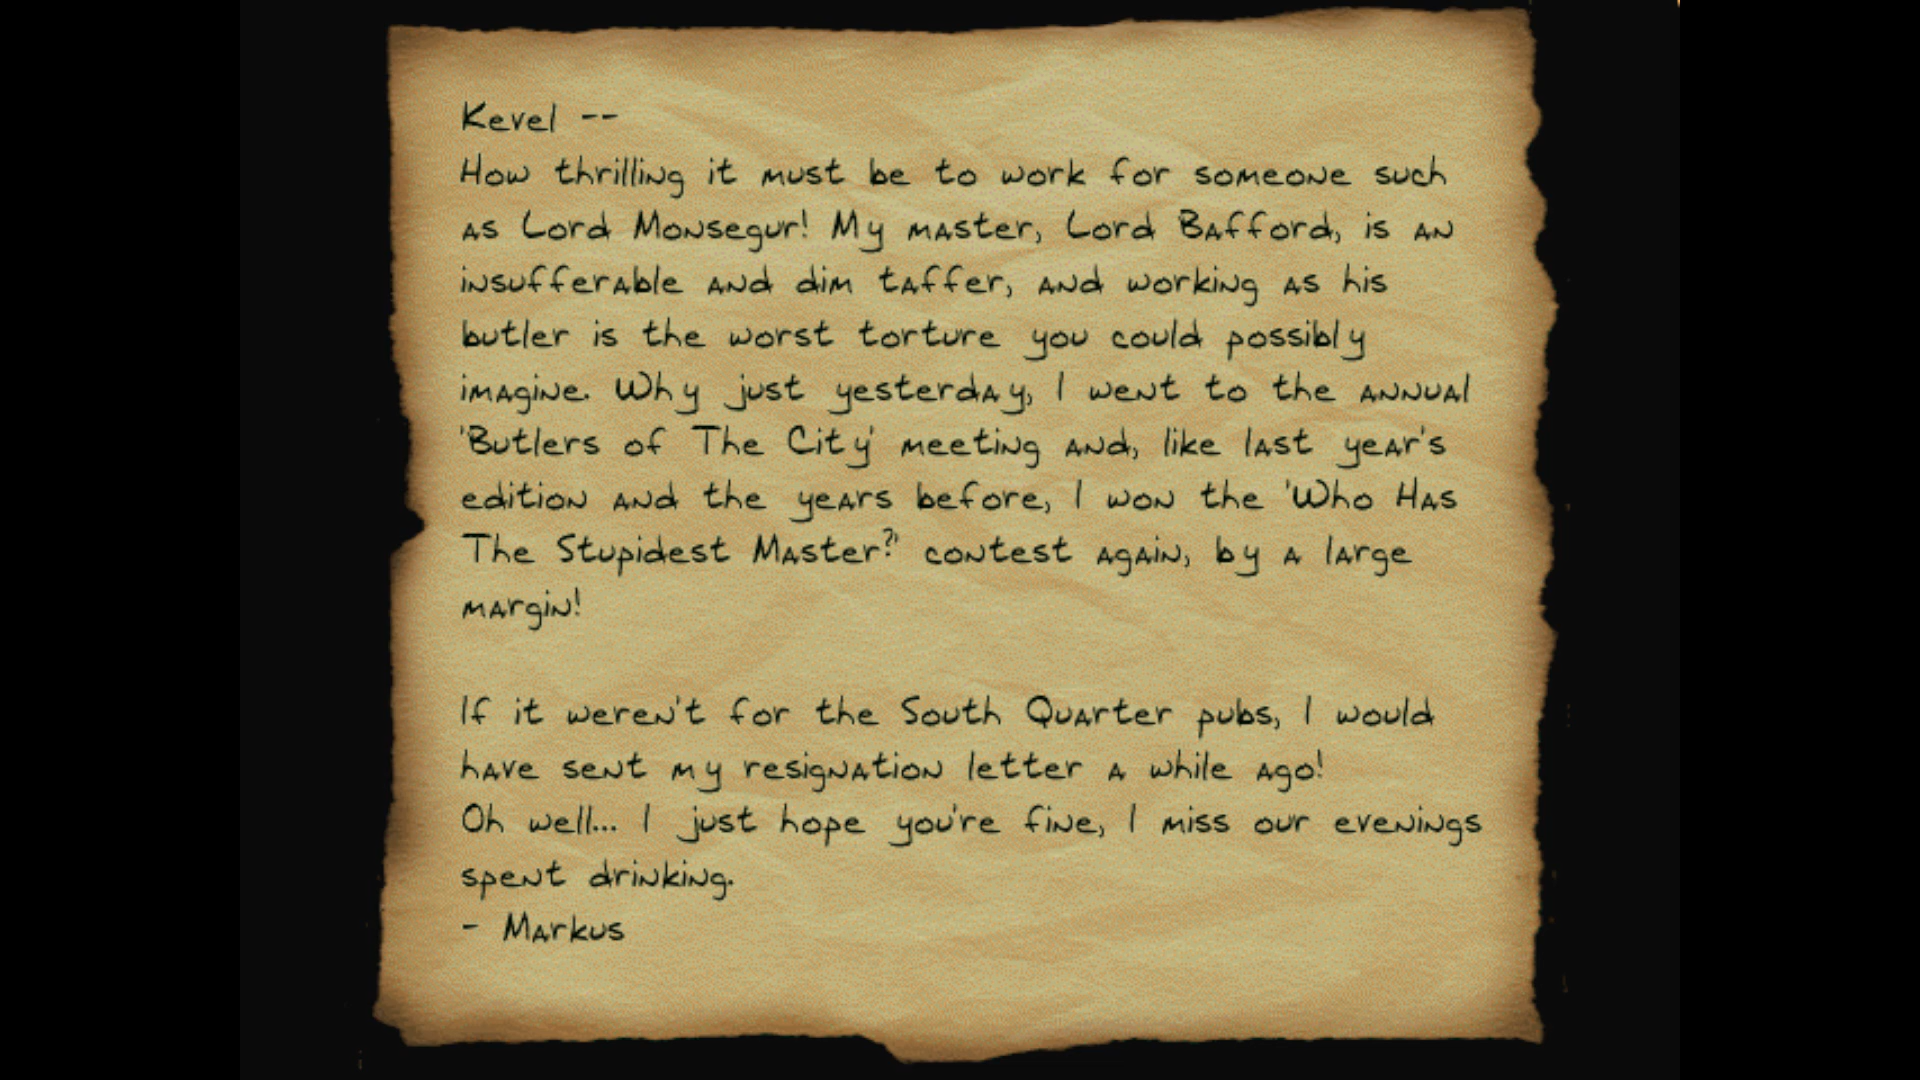 Kevel --
How thrilling it must be to work for someone such
as Lord Monsegur! My master, Lord Bafford, is an
insufferable and dim taffer, and working as his
butler is the worst torture you could possibly
imagine. Why just yesterday, I went to the annual
'Butlers of The City' meeting and, like last year's
edition and the years before, I won the 'Who Has
The Stupidest Master?' contest again, by a large
margin!
If it weren't for the South Quarter pubs, I would
have sent my resignation letter a while ago!
Oh well... I just hope you're fine, I miss our evenings
spent drinking.
- Markus